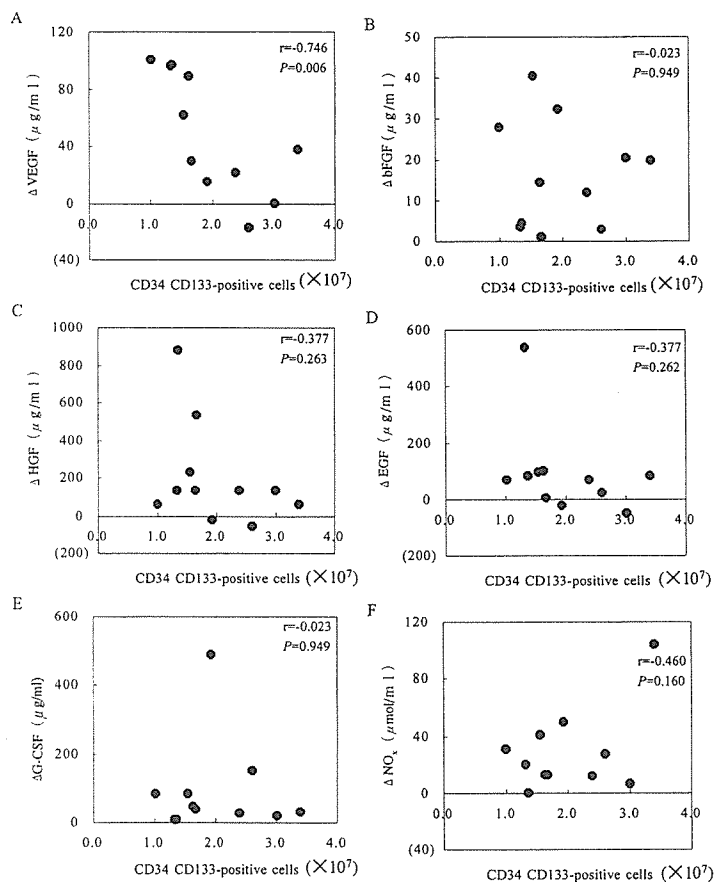 A
120
100
80
40
0
(40)
Δ VEGF (μ g/m l)
r=-0.746
P=0.006
0.0 1.0 2.0 3.0 4.0
CD34 CD133-positive cells (×10⁷)
B
50
40
30
20
10
0
Δ bFGF (μ g/m l)
r=-0.023
P=0.949
0.0 1.0 2.0 3.0 4.0
CD34 CD133-positive cells (×10⁷)
C
1000
800
600
400
200
0
(200)
Δ HGF (μ g/m l)
r=-0.377
P=0.263
0.0 1.0 2.0 3.0 4.0
CD34 CD133-positive cells (×10⁷)
D
600
400
200
0
(200)
Δ EGF (μ g/m l)
r=-0.377
P=0.262
0.0 1.0 2.0 3.0 4.0
CD34 CD133-positive cells (×10⁷)
E
600
400
200
0
ΔG-CSF (μ g/ml)
r=-0.023
P=0.949
0.0 1.0 2.0 3.0 4.0
CD34 CD133-positive cells (×10⁷)
F
120
80
40
0
(40)
Δ NOₓ (μmol/m l)
r=-0.460
P=0.160
0.0 1.0 2.0 3.0 4.0
CD34 CD133-positive cells (×10⁷)